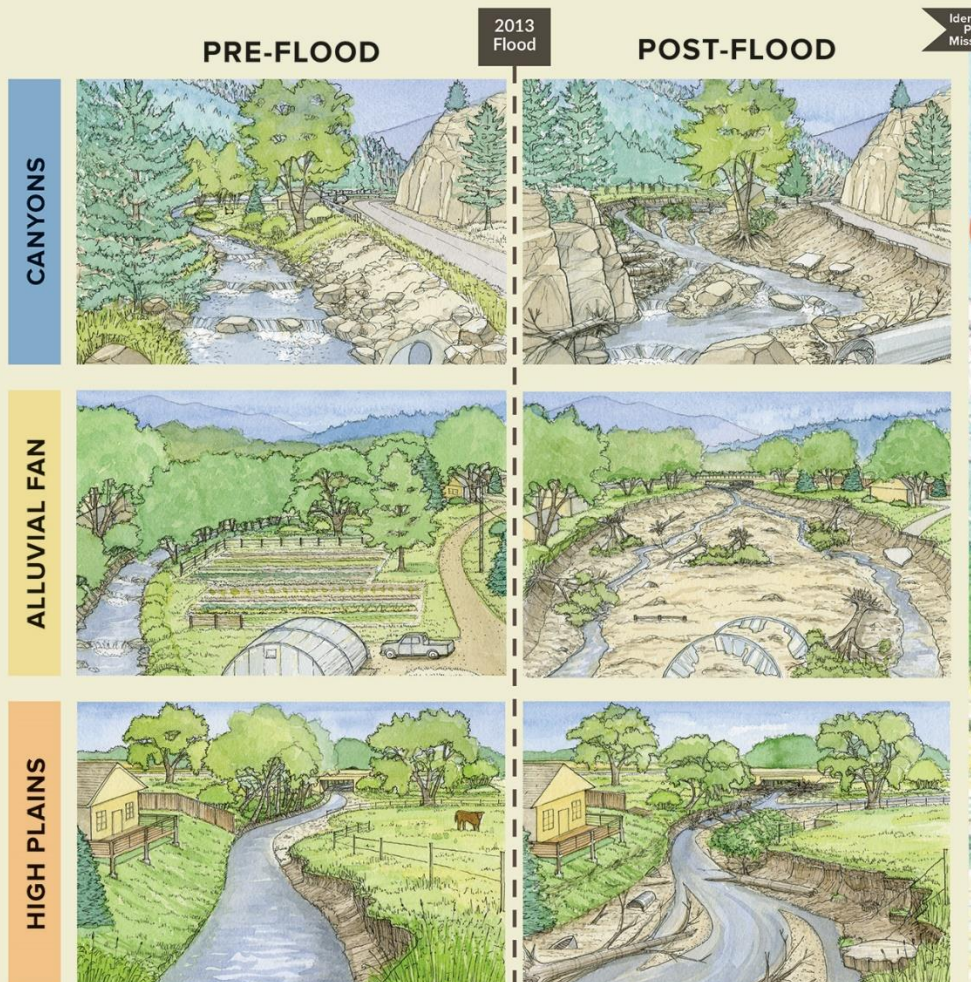 PRE-FLOOD
2013
Flood
POST-FLOOD
CANYONS
ALLUVIAL FAN
HIGH PLAINS